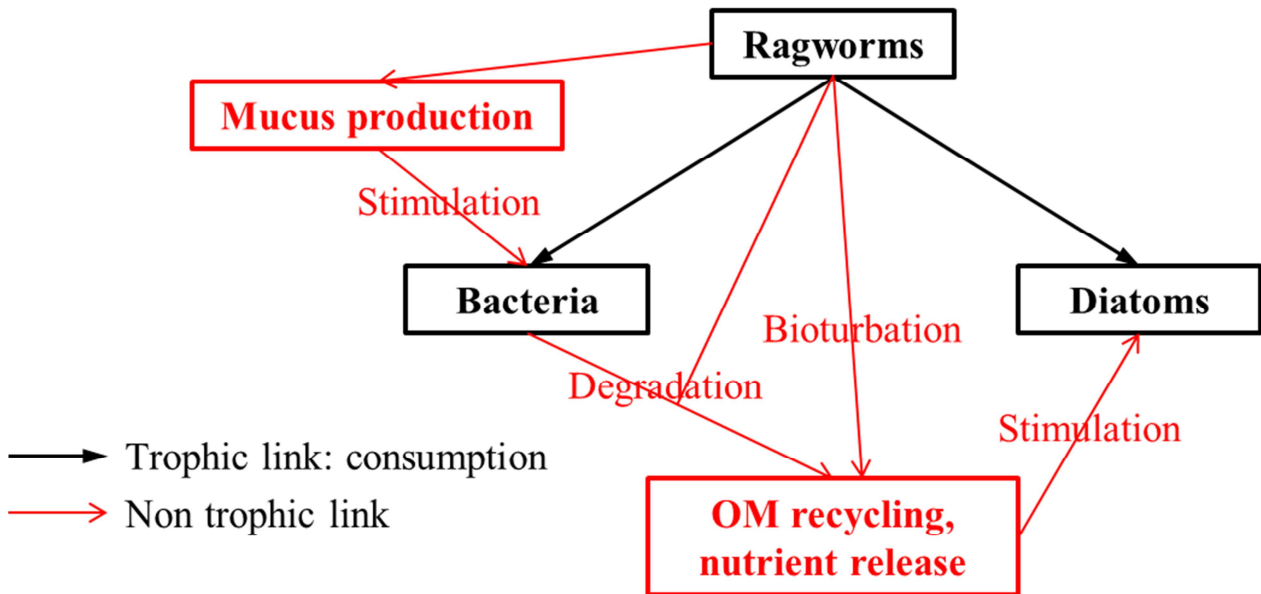 Ragworms
Mucus production
Stimulation
Bacteria
Diatoms
Bioturbation
Degradation
Stimulation
Trophic link: consumption
Non trophic link
OM recycling,
nutrient release